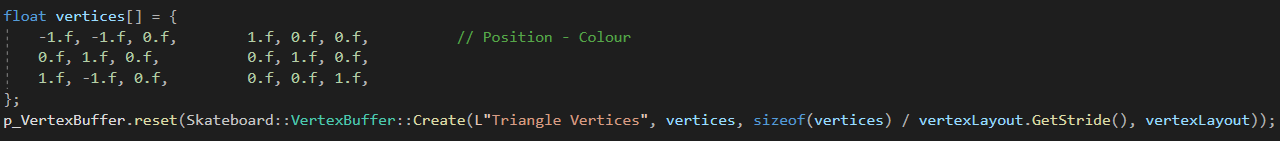 float vertices[] = {
    -1.f, -1.f, 0.f,        1.f, 0.f, 0.f,          // Position - Colour
    0.f, 1.f, 0.f,          0.f, 1.f, 0.f,
    1.f, -1.f, 0.f,         0.f, 0.f, 1.f,
};
p_VertexBuffer.reset(Skateboard::VertexBuffer::Create(L"Triangle Vertices", vertices, sizeof(vertices) / vertexLayout.GetStride(), vertexLayout));